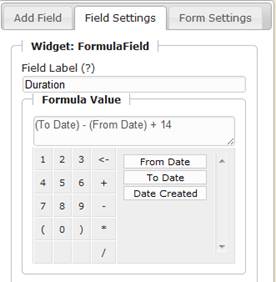 Add Field Field Settings Form Settings
Widget: FormulaField
Field Label (?)
Duration
Formula Value
(To Date) - (From Date) + 14
1 2 3 <- From Date
4 5 6 + To Date
7 8 9 - Date Created
( 0 ) *
/